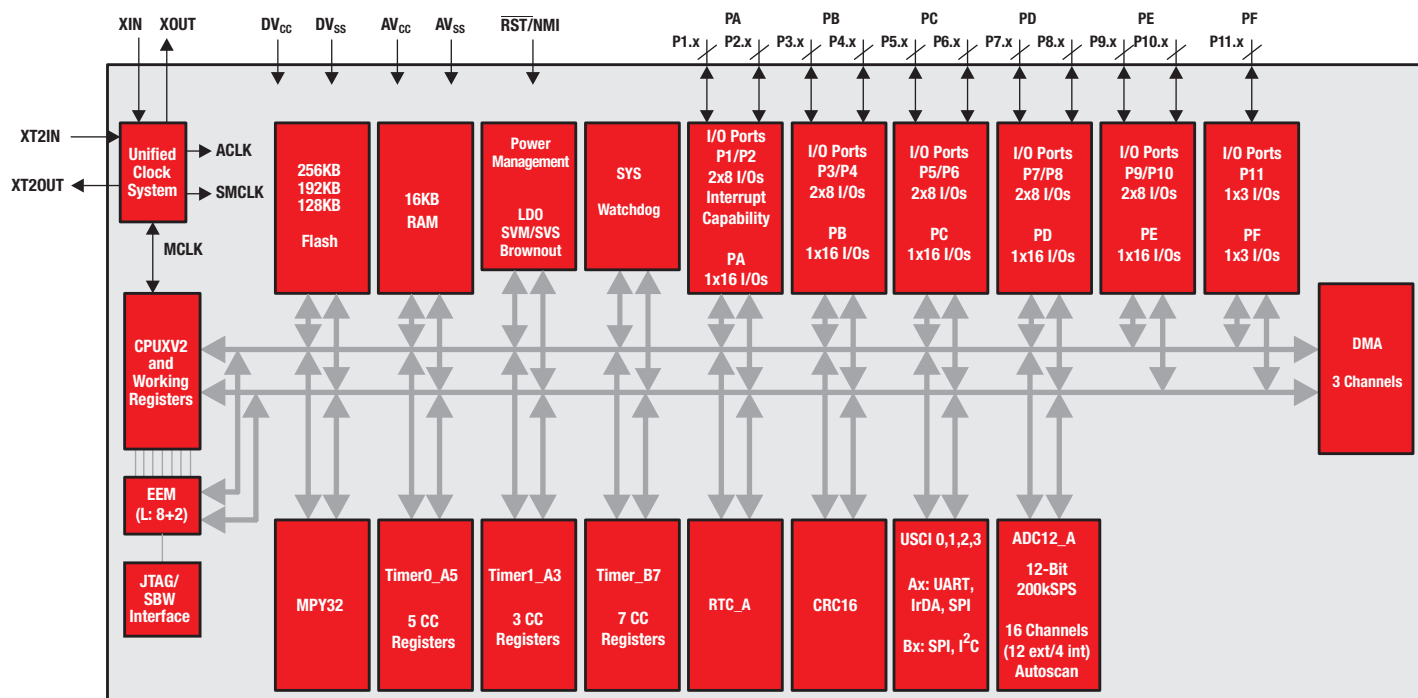 XIN XOUT DVCC DVSS AVCC AVSS RST/NMI PA PB PC PD PE PF
P1.x P2.x P3.x P4.x P5.x P6.x P7.x P8.x P9.x P10.x P11.x
XT2IN
XT2OUT
Unified
Clock
System
ACLK
SMCLK
MCLK
256KB
192KB
128KB
Flash
16KB
RAM
Power
Management
LDO
SVM/SVS
Brownout
SYS
Watchdog
I/O Ports
P1/P2
2x8 I/Os
Interrupt
Capability
PA
1x16 I/Os
I/O Ports
P3/P4
2x8 I/Os
PB
1x16 I/Os
I/O Ports
P5/P6
2x8 I/Os
PC
1x16 I/Os
I/O Ports
P7/P8
2x8 I/Os
PD
1x16 I/Os
I/O Ports
P9/P10
2x8 I/Os
PE
1x16 I/Os
I/O Ports
P11
1x3 I/Os
PF
1x3 I/Os
CPUXV2
and
Working
Registers
DMA
3 Channels
EEM
(L: 8+2)
JTAG/
SBW
Interface
MPY32
Timer0_A5
5 CC
Registers
Timer1_A3
3 CC
Registers
Timer_B7
7 CC
Registers
RTC_A
CRC16
USCI 0,1,2,3
Ax: UART,
IrDA, SPI
Bx: SPI, I²C
ADC12_A
12-Bit
200kSPS
16 Channels
(12 ext/4 int)
Autoscan